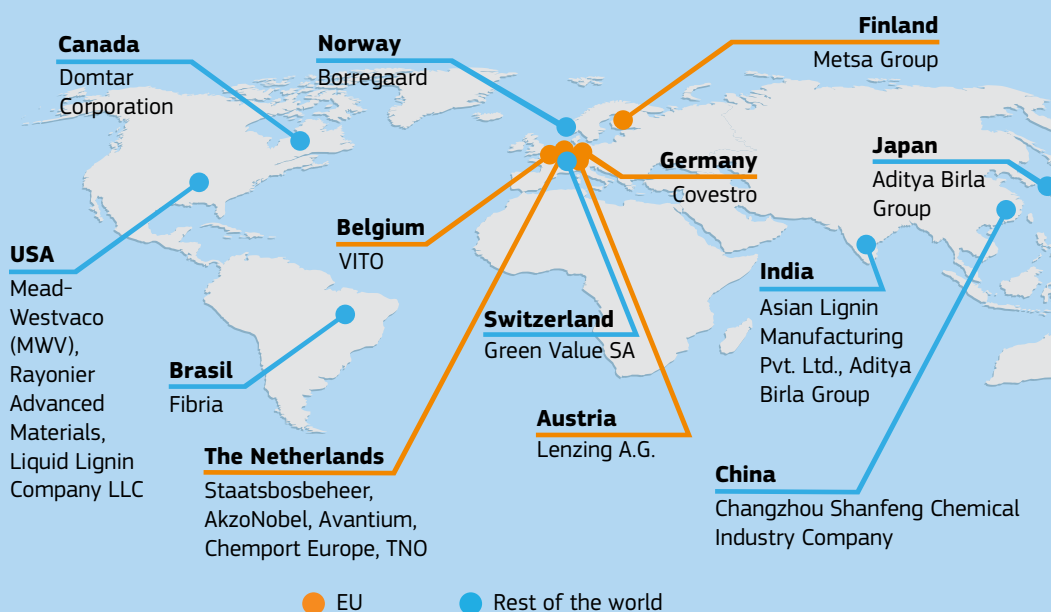 Canada
Domtar
Corporation
Norway
Borregaard
Finland
Metsa Group
Germany
Covestro
Japan
Aditya Birla
Group
Belgium
VITO
USA
Mead-
Westvaco
(MWV),
Rayonier
Advanced
Materials,
Liquid Lignin
Company LLC
Brasil
Fibria
Switzerland
Green Value SA
India
Asian Lignin
Manufacturing
Pvt. Ltd., Aditya
Birla Group
Austria
Lenzing A.G.
The Netherlands
Staatsbosbeheer,
AkzoNobel, Avantium,
Chemport Europe, TNO
China
Changzhou Shanfeng Chemical
Industry Company
EU
Rest of the world